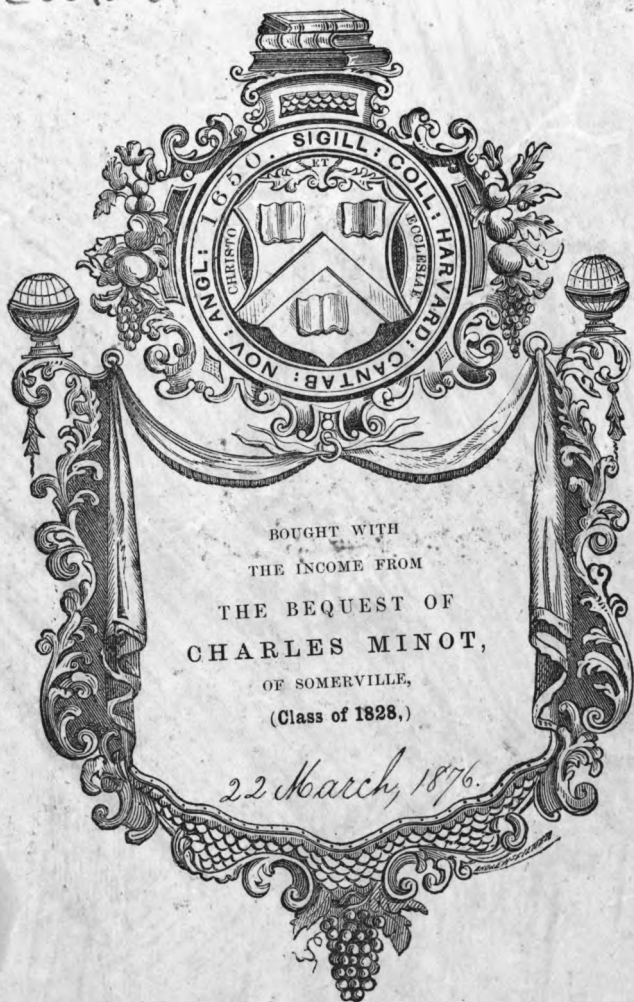 SIGILL: COLL: HARVARD: CANTAB: NOV: ANGL: 1650.
ET
CHRISTO
ECCLESIAE
BOUGHT WITH
THE INCOME FROM
THE BEQUEST OF
CHARLES MINOT,
OF SOMERVILLE,
(Class of 1828,)
22 March, 1876.